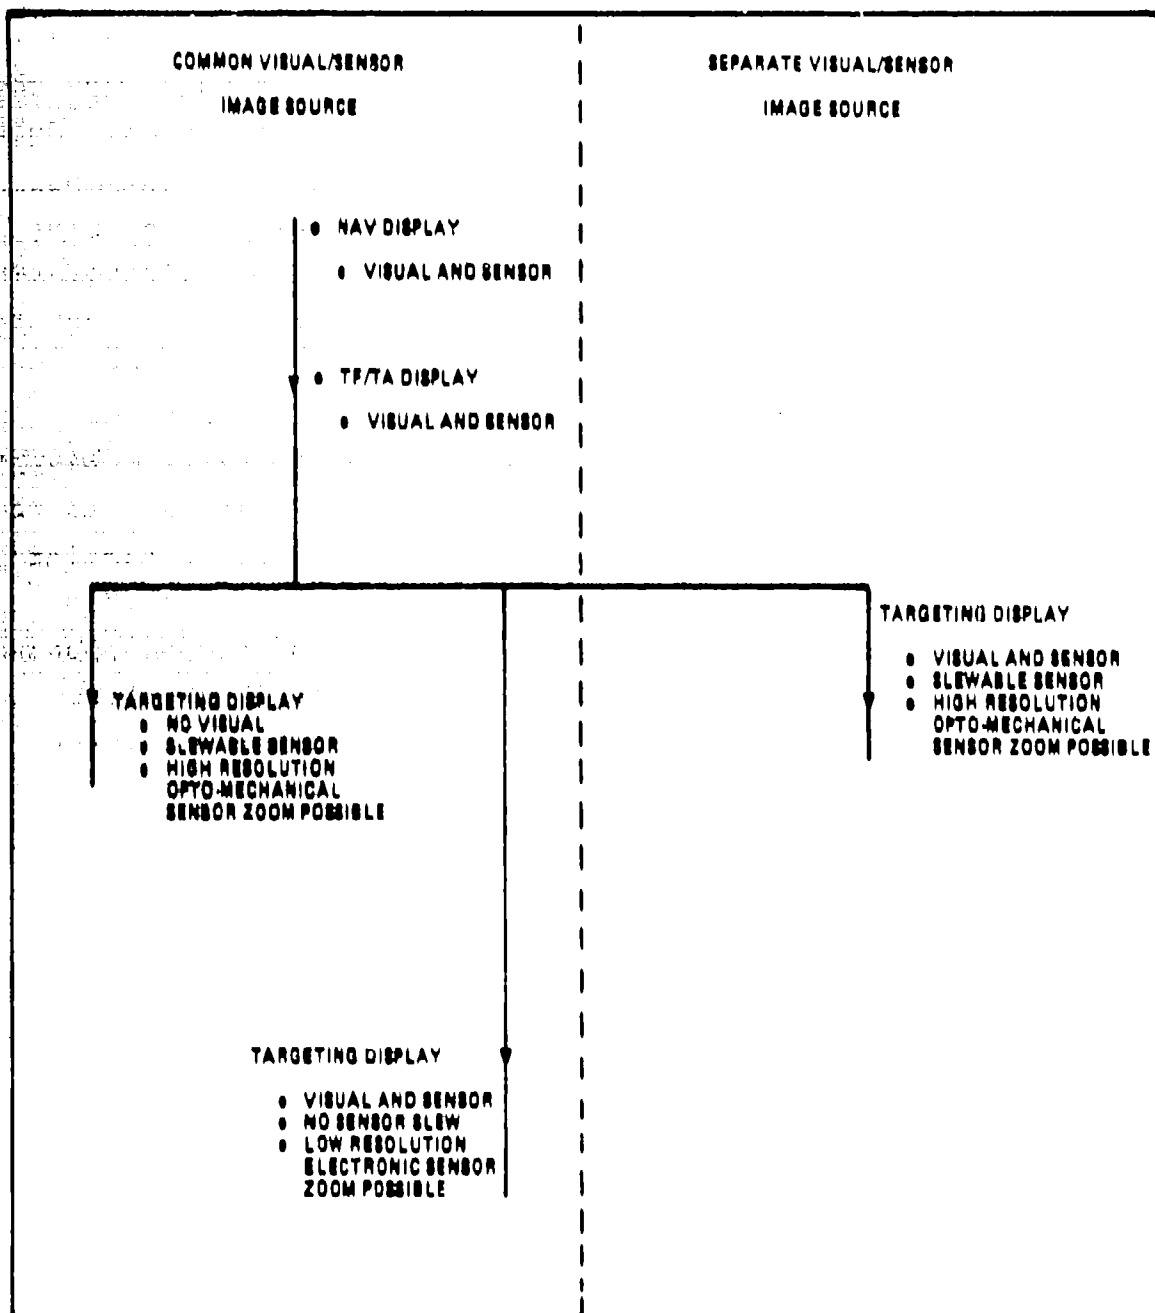 COMMON VISUAL/SENSOR
IMAGE SOURCE
SEPARATE VISUAL/SENSOR
IMAGE SOURCE
• NAV DISPLAY
• VISUAL AND SENSOR
• TF/TA DISPLAY
• VISUAL AND SENSOR
TARGETING DISPLAY
• VISUAL AND SENSOR
• SLEWABLE SENSOR
• HIGH RESOLUTION
OPTO-MECHANICAL
SENSOR ZOOM POSSIBLE
TARGETING DISPLAY
• NO VISUAL
• SLEWABLE SENSOR
• HIGH RESOLUTION
OPTO-MECHANICAL
SENSOR ZOOM POSSIBLE
TARGETING DISPLAY
• VISUAL AND SENSOR
• NO SENSOR SLEW
• LOW RESOLUTION
ELECTRONIC SENSOR
ZOOM POSSIBLE